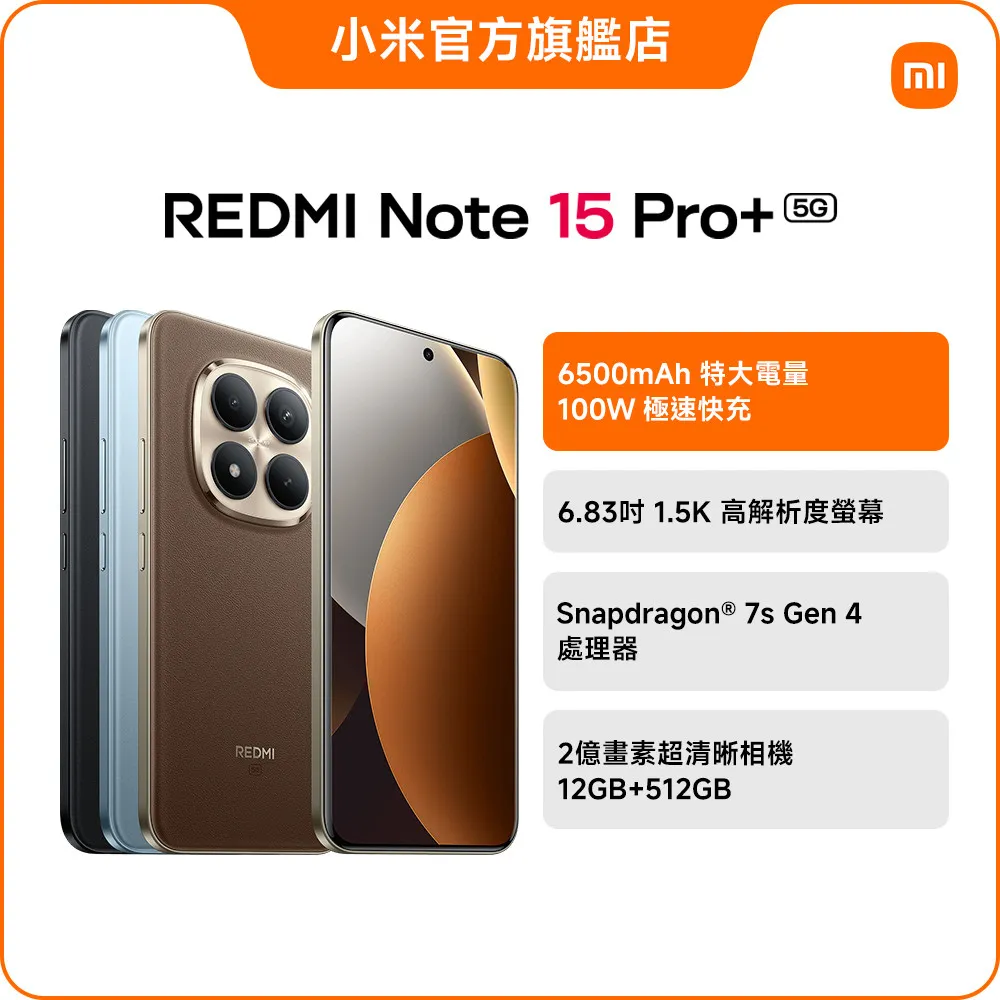 小米官方旗艦店
mi
REDMI Note 15 Pro+ 5G
6500mAh 特大電量
100W 極速快充
6.83吋 1.5K 高解析度螢幕
Snapdragon® 7s Gen 4
處理器
2億畫素超清晰相機
12GB+512GB
REDMI
5G